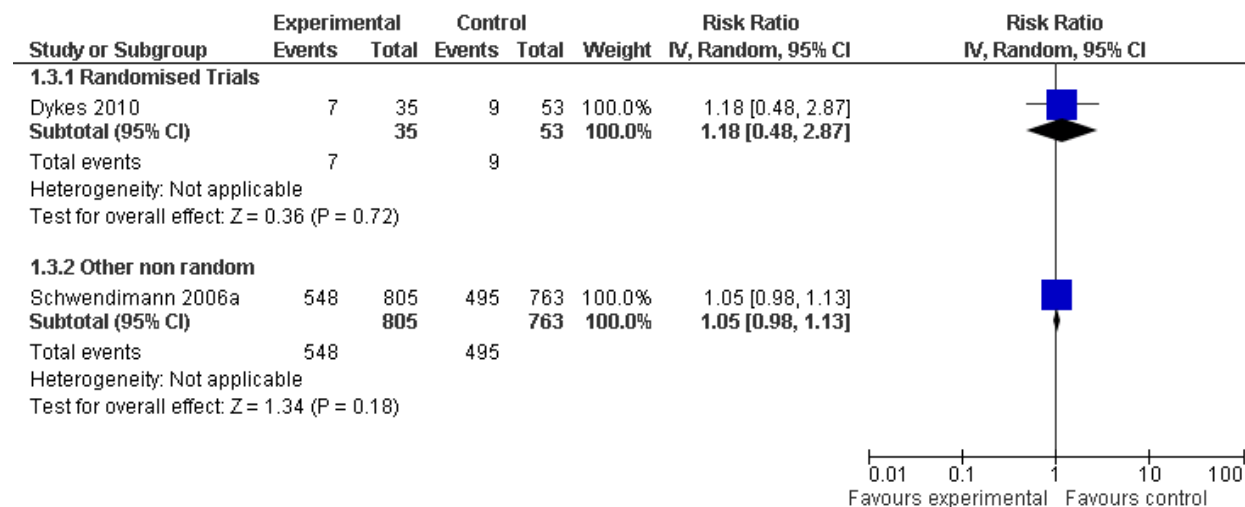 Experimental Control Risk Ratio Risk Ratio
Study or Subgroup Events Total Events Total Weight IV, Random, 95% CI IV, Random, 95% CI
1.3.1 Randomised Trials
Dykes 2010 7 35 9 53 100.0% 1.18 [0.48, 2.87]
Subtotal (95% CI) 35 53 100.0% 1.18 [0.48, 2.87]
Total events 7 9
Heterogeneity: Not applicable
Test for overall effect: Z = 0.36 (P = 0.72)
1.3.2 Other non random
Schwendimann 2006a 548 805 495 763 100.0% 1.05 [0.98, 1.13]
Subtotal (95% CI) 805 763 100.0% 1.05 [0.98, 1.13]
Total events 548 495
Heterogeneity: Not applicable
Test for overall effect: Z = 1.34 (P = 0.18)
0.01 0.1 1 10 100
Favours experimental Favours control